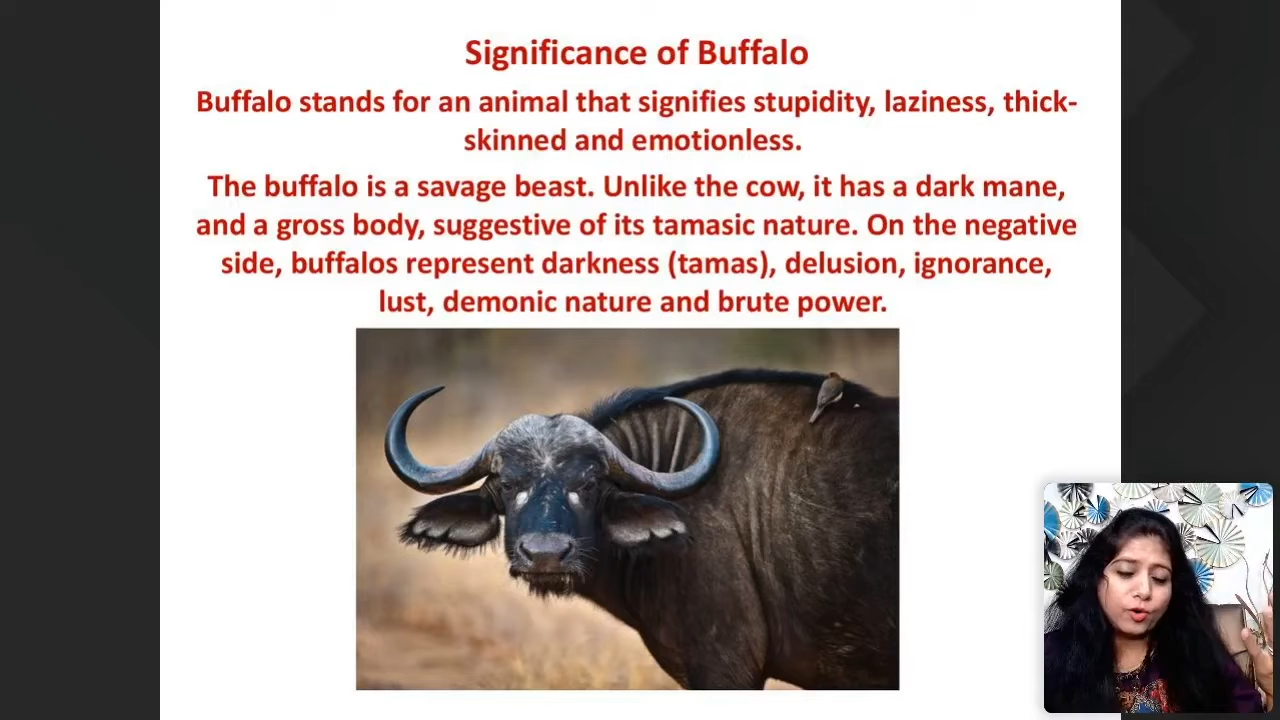 Significance of Buffalo
Buffalo stands for an animal that signifies stupidity, laziness, thick-
skinned and emotionless.
The buffalo is a savage beast. Unlike the cow, it has a dark mane,
and a gross body, suggestive of its tamasic nature. On the negative
side, buffalos represent darkness (tamas), delusion, ignorance,
lust, demonic nature and brute power.